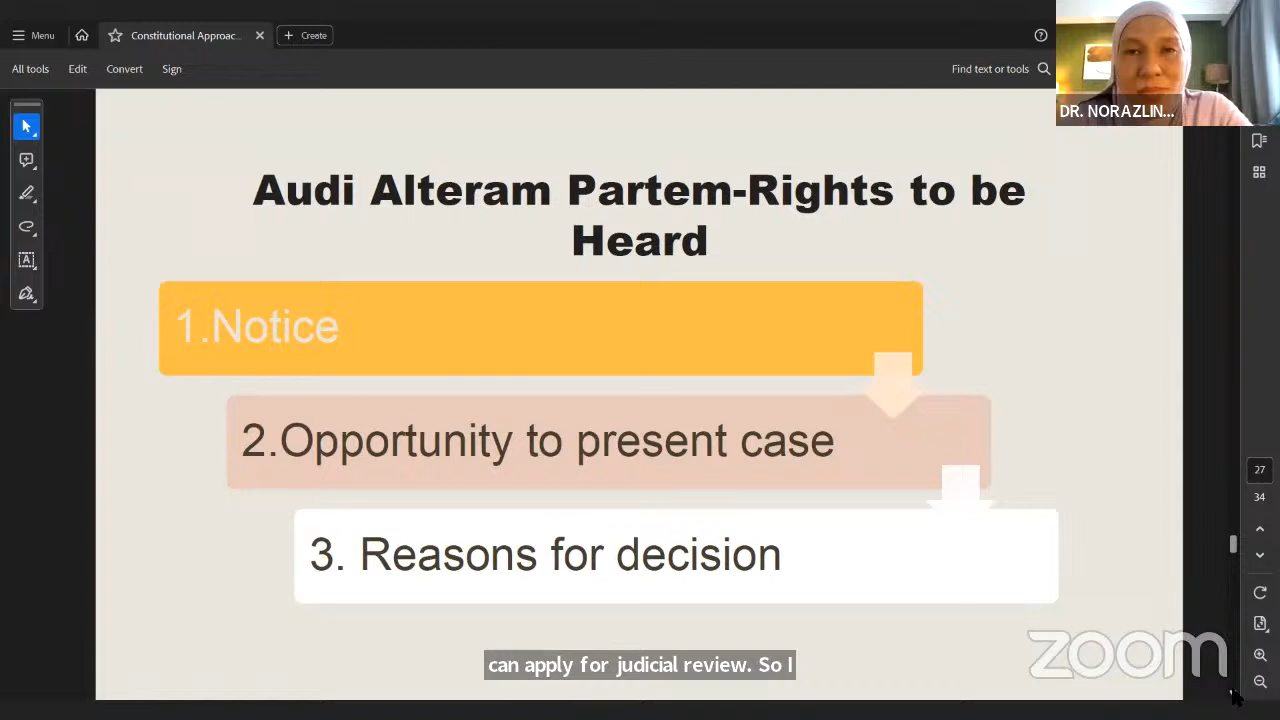 Menu
Constitutional Approac...
Create
All tools
Edit
Convert
Sign
Find text or tools
DR. NORAZLIN...
Audi Alteram Partem-Rights to be
Heard
1.Notice
2.Opportunity to present case
3. Reasons for decision
27
34
can apply for judicial review. So I
zoom